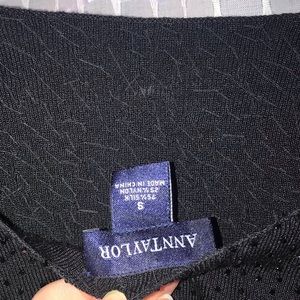 ANNTAYLOR
S
75% SILK
25% NYLON
MADE IN CHINA